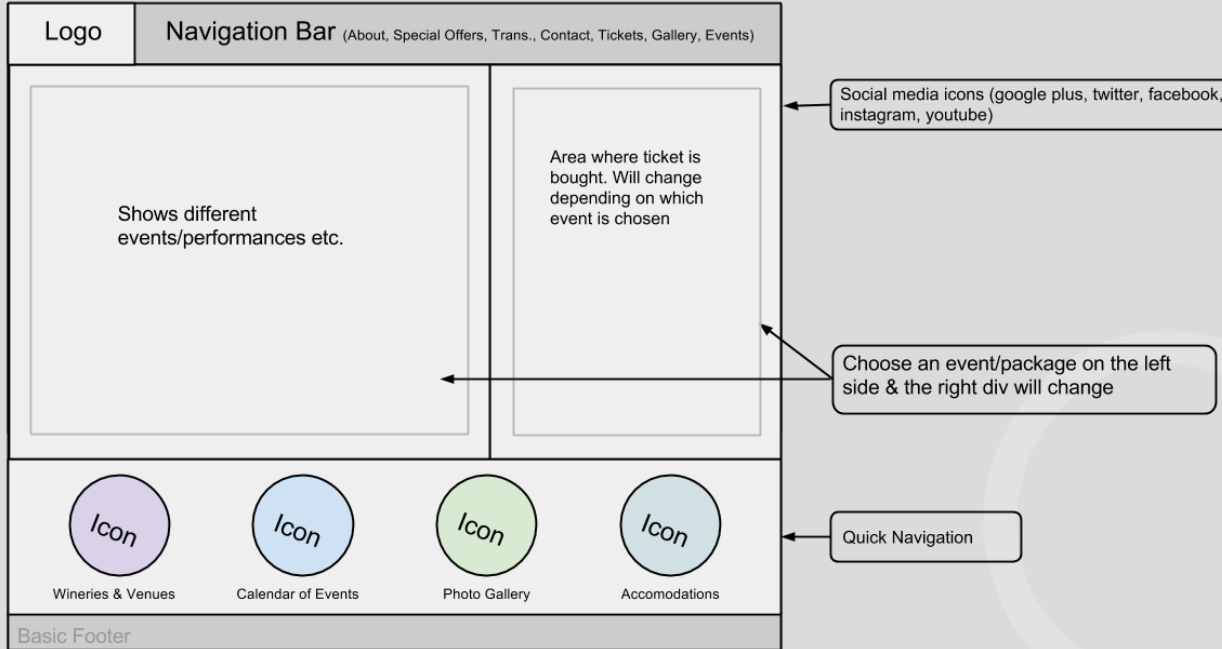 Logo
Navigation Bar (About, Special Offers, Trans., Contact, Tickets, Gallery, Events)
Social media icons (google plus, twitter, facebook,
instagram, youtube)
Shows different
events/performances etc.
Area where ticket is
bought. Will change
depending on which
event is chosen
Choose an event/package on the left
side & the right div will change
Icon
Icon
Icon
Icon
Wineries & Venues
Calendar of Events
Photo Gallery
Accomodations
Quick Navigation
Basic Footer